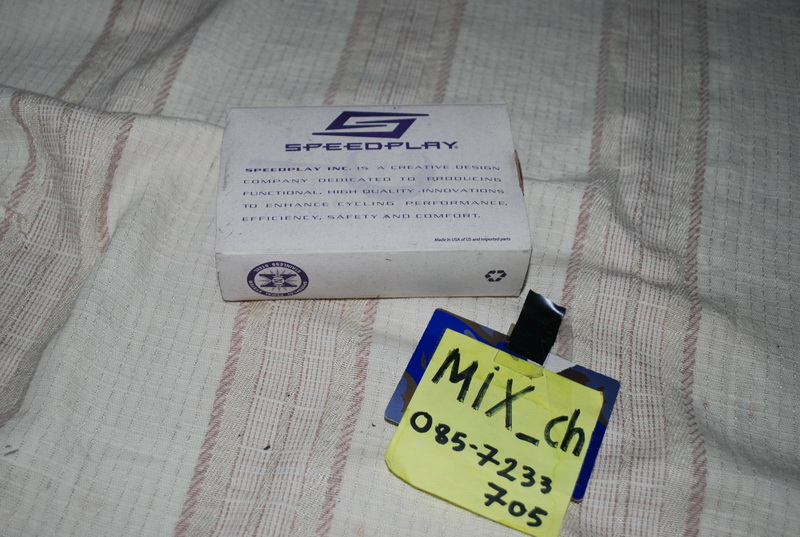 SPEEDPLAY
SPEEDPLAY INC. IS A CREATIVE DESIGN
COMPANY DEDICATED TO PRODUCING
FUNCTIONAL, HIGH QUALITY INNOVATIONS
TO ENHANCE CYCLING PERFORMANCE,
EFFICIENCY, SAFETY AND COMFORT.
Made in USA of US and imported parts
MiX_ch
085-7233
705